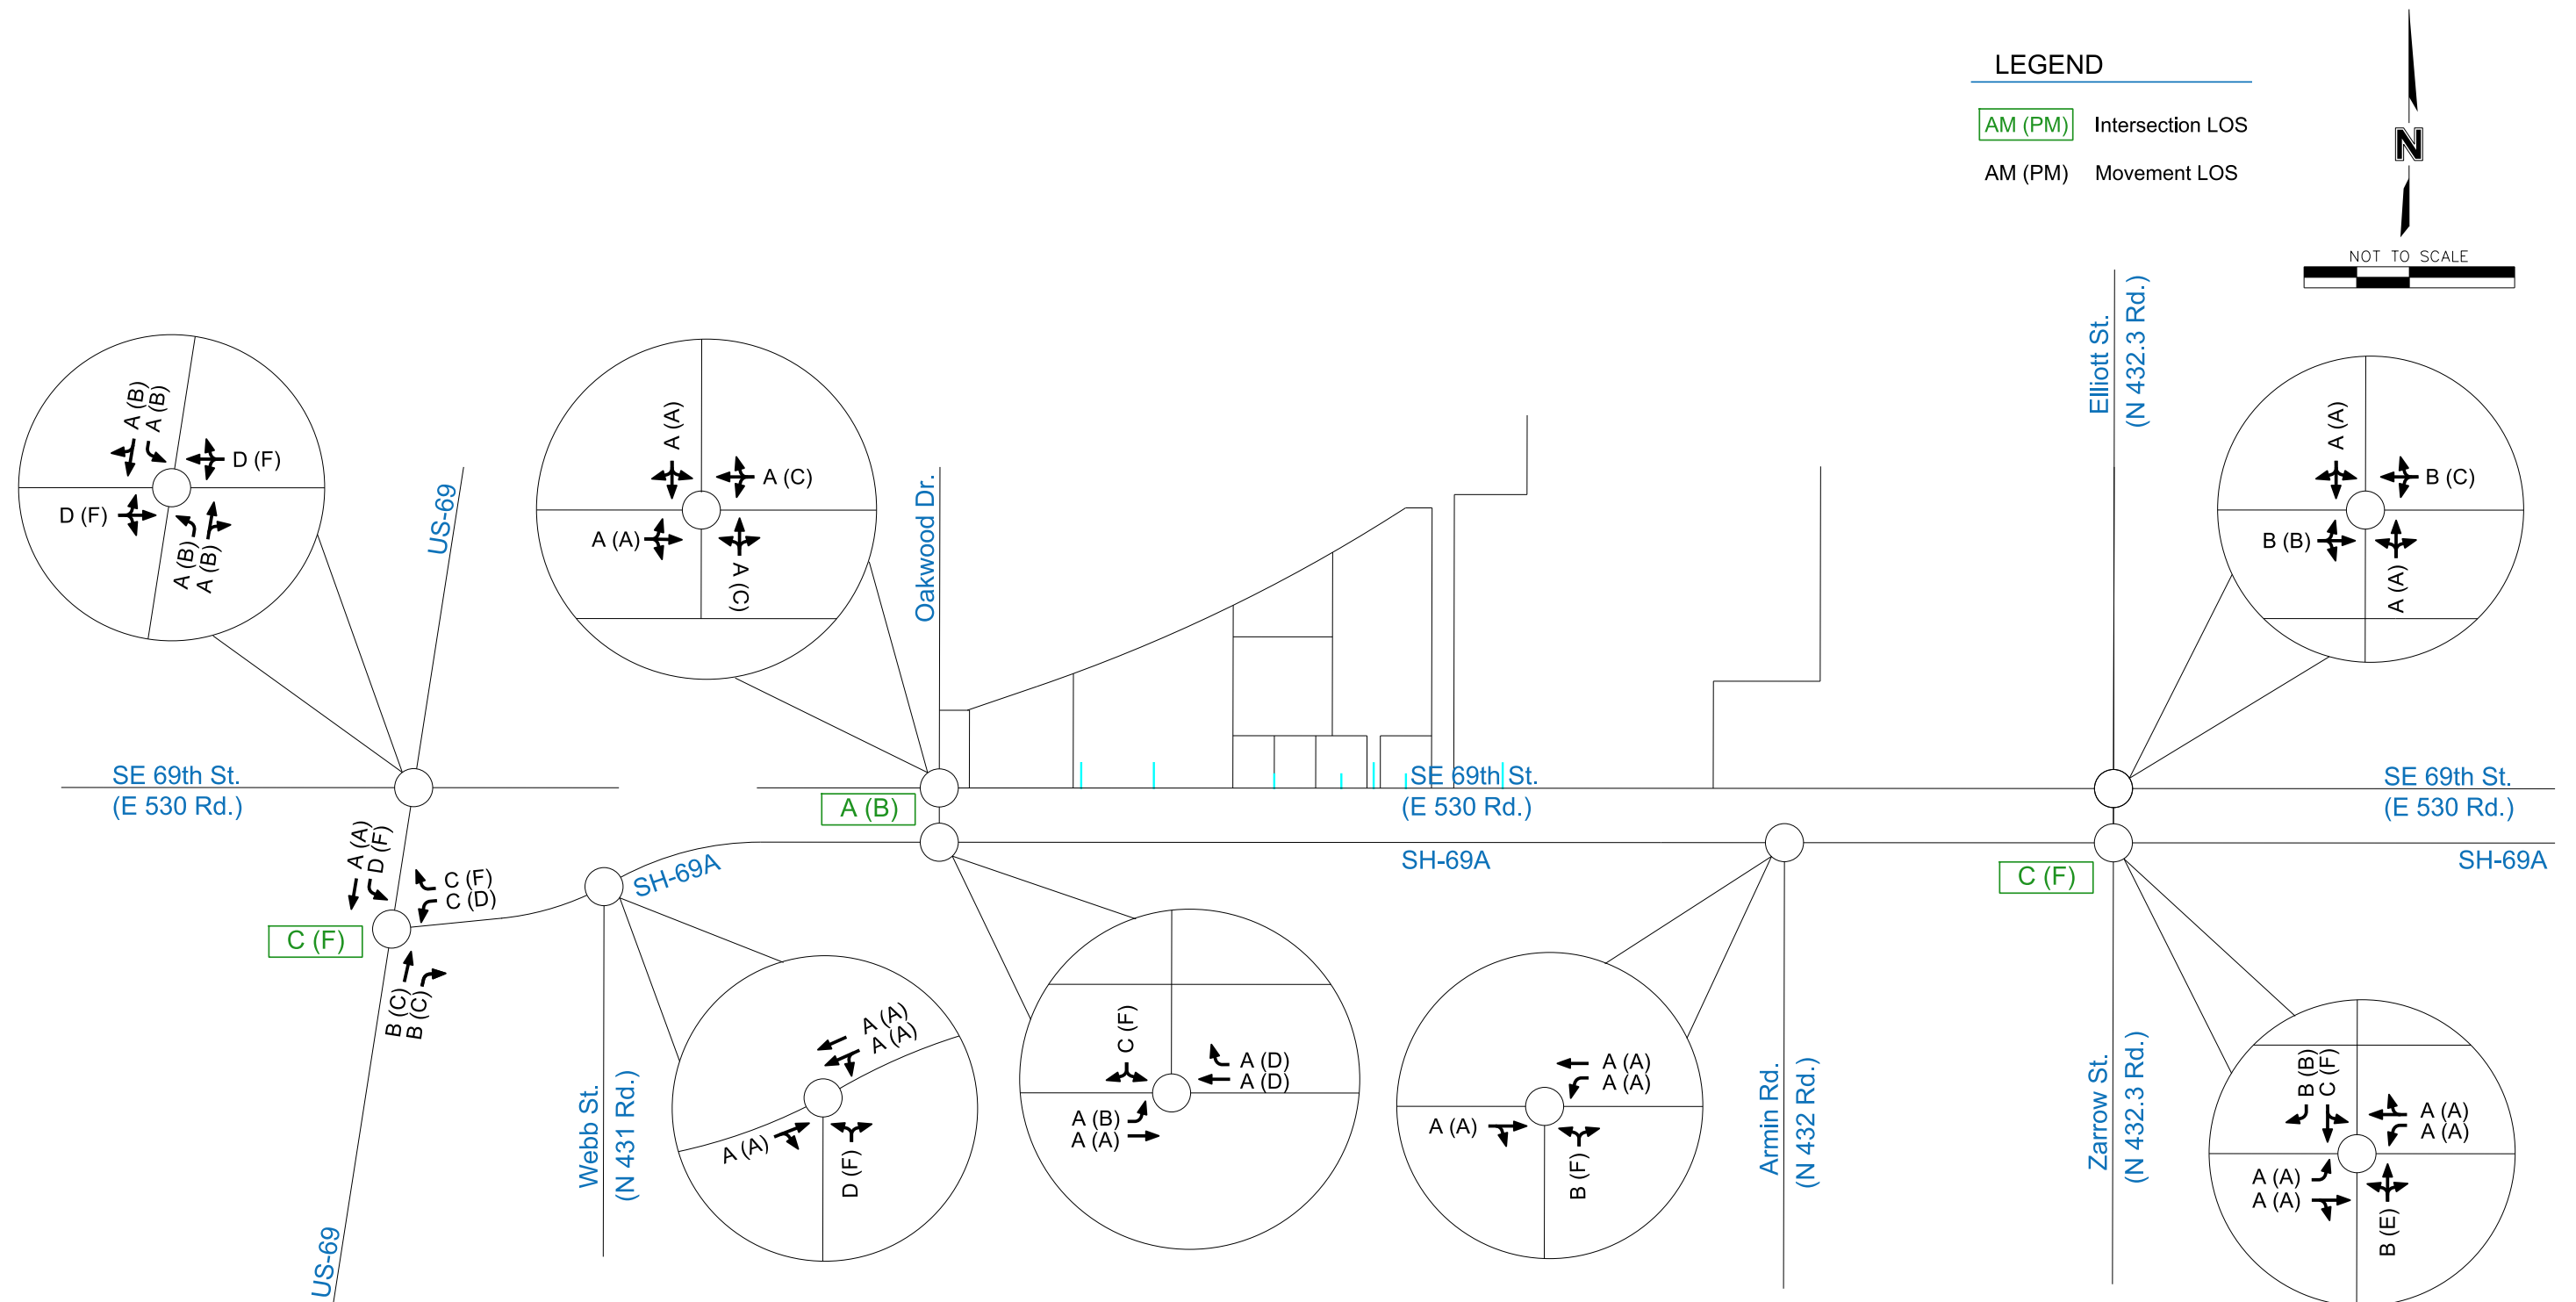 LEGEND
AM (PM) Intersection LOS
AM (PM) Movement LOS
N
NOT TO SCALE
A (B)
A (B)
D (F)
D (F)
A (B)
A (B)
US-69
A (A)
A (C)
A (A)
A (C)
Oakwood Dr.
Elliott St.
(N 432.3 Rd.)
A (A)
B (C)
B (B)
A (A)
SE 69th St.
(E 530 Rd.)
A (B)
SE 69th St.
(E 530 Rd.)
SE 69th St.
(E 530 Rd.)
SH-69A
SH-69A
SH-69A
A (A)
D (F)
C (F)
C (D)
C (F)
B (C)
B (C)
US-69
Webb St.
(N 431 Rd.)
A (A)
A (A)
A (A)
D (F)
C (F)
A (D)
A (D)
A (B)
A (A)
A (A)
A (A)
A (A)
B (F)
Armin Rd.
(N 432 Rd.)
C (F)
Zarrow St.
(N 432.3 Rd.)
B (B)
C (F)
A (A)
A (A)
A (A)
A (A)
B (E)